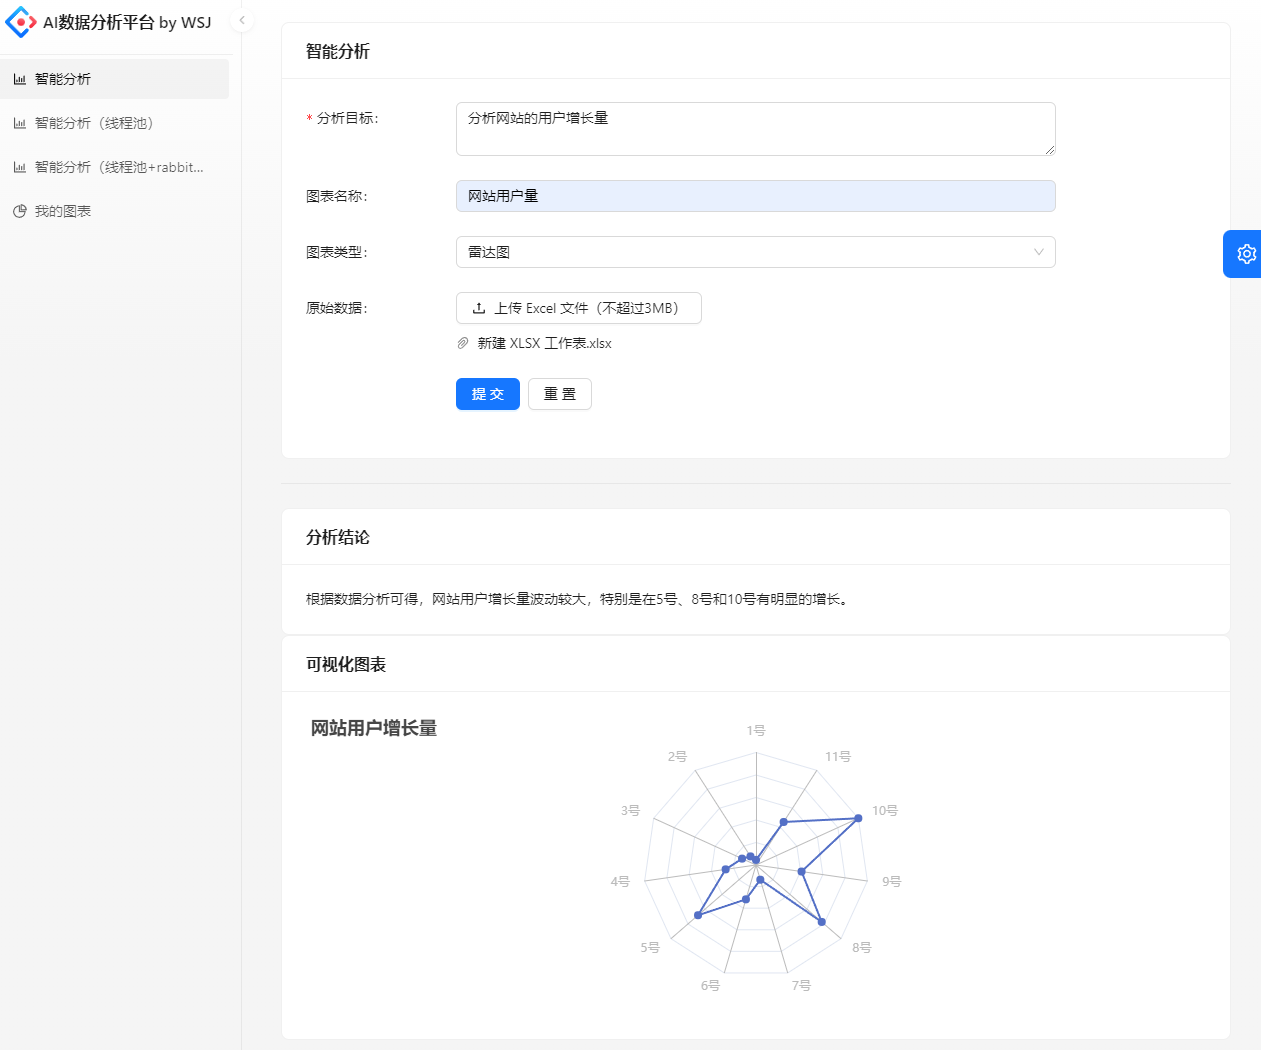 AI数据分析平台 by WSJ
智能分析
智能分析（线程池）
智能分析（线程池+rabbit...
我的图表
智能分析
* 分析目标:
分析网站的用户增长量
图表名称:
网站用户量
图表类型:
雷达图
原始数据:
上传 Excel 文件（不超过3MB）
新建 XLSX 工作表.xlsx
提 交
重 置
分析结论
根据数据分析可得，网站用户增长量波动较大，特别是在5号、8号和10号有明显的增长。
可视化图表
网站用户增长量
1号
2号
11号
3号
10号
4号
9号
5号
8号
6号
7号